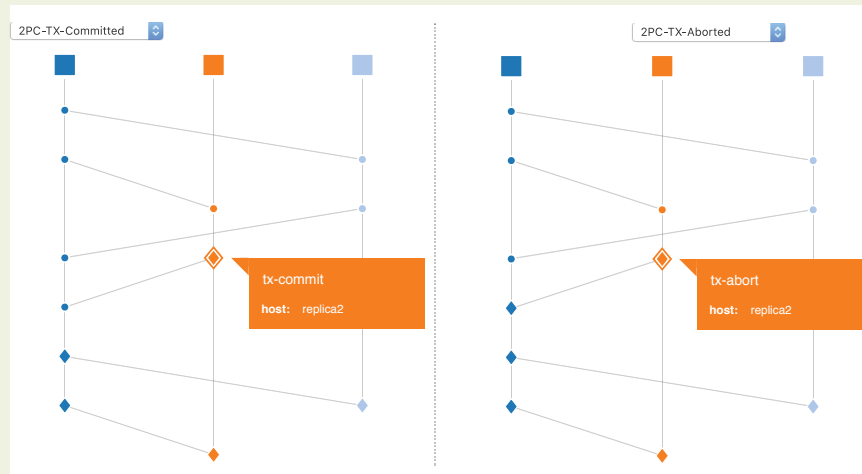 2PC-TX-Committed
2PC-TX-Aborted
tx-commit
host: replica2
tx-abort
host: replica2